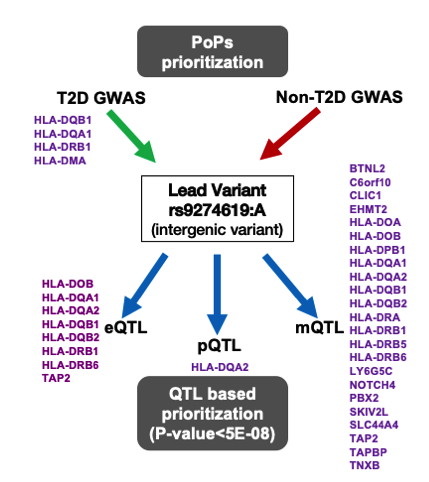 PoPs
prioritization
T2D GWAS
Non-T2D GWAS
HLA-DQB1
HLA-DQA1
HLA-DRB1
HLA-DMA
Lead Variant
rs9274619:A
(intergenic variant)
eQTL
HLA-DOB
HLA-DQA1
HLA-DQA2
HLA-DQB1
HLA-DQB2
HLA-DRB1
HLA-DRB6
TAP2
pQTL
HLA-DQA2
mQTL
BTNL2
C6orf10
CLIC1
EHMT2
HLA-DOA
HLA-DOB
HLA-DPB1
HLA-DQA1
HLA-DQA2
HLA-DQB1
HLA-DQB2
HLA-DRA
HLA-DRB1
HLA-DRB5
HLA-DRB6
LY6G5C
NOTCH4
PBX2
SKIV2L
SLC44A4
TAP2
TAPBP
TNXB
QTL based
prioritization
(P-value<5E-08)